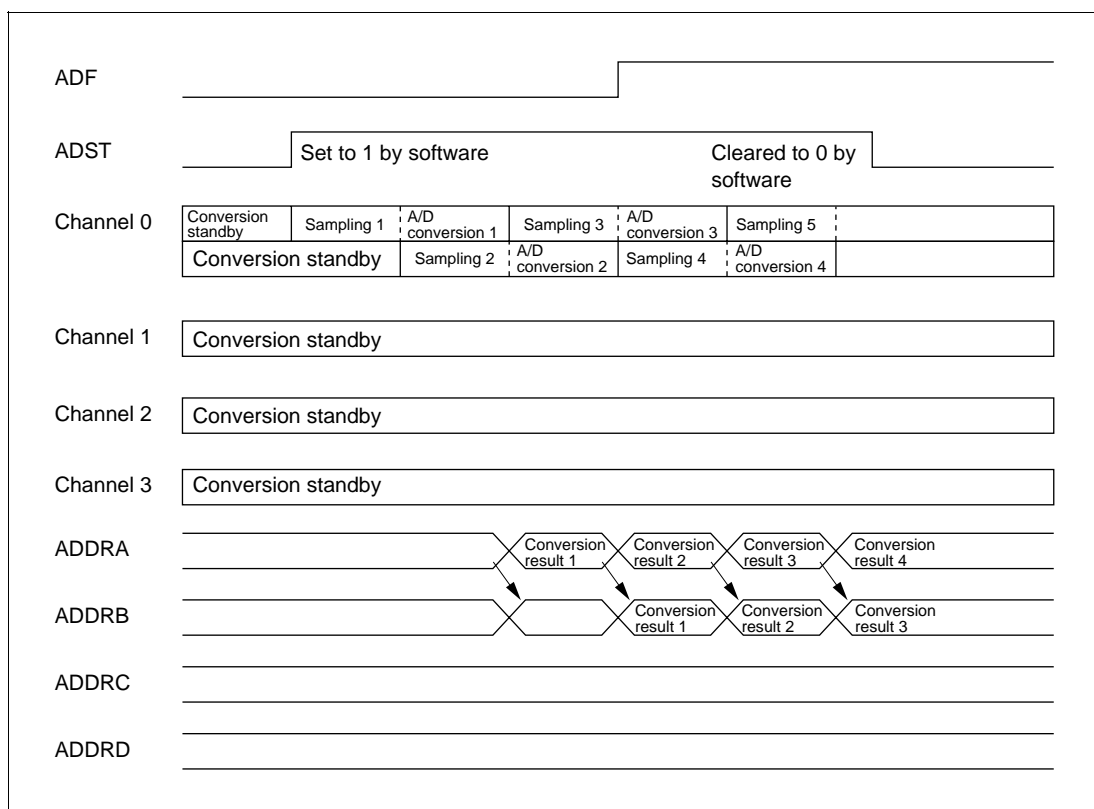 ADF
ADST
Set to 1 by software
Cleared to 0 by
software
Channel 0
Conversion
standby
Sampling 1
A/D
conversion 1
Sampling 3
A/D
conversion 3
Sampling 5
Conversion standby
Sampling 2
A/D
conversion 2
Sampling 4
A/D
conversion 4
Channel 1
Conversion standby
Channel 2
Conversion standby
Channel 3
Conversion standby
ADDRA
Conversion
result 1
Conversion
result 2
Conversion
result 3
Conversion
result 4
ADDRB
Conversion
result 1
Conversion
result 2
Conversion
result 3
ADDRC
ADDRD